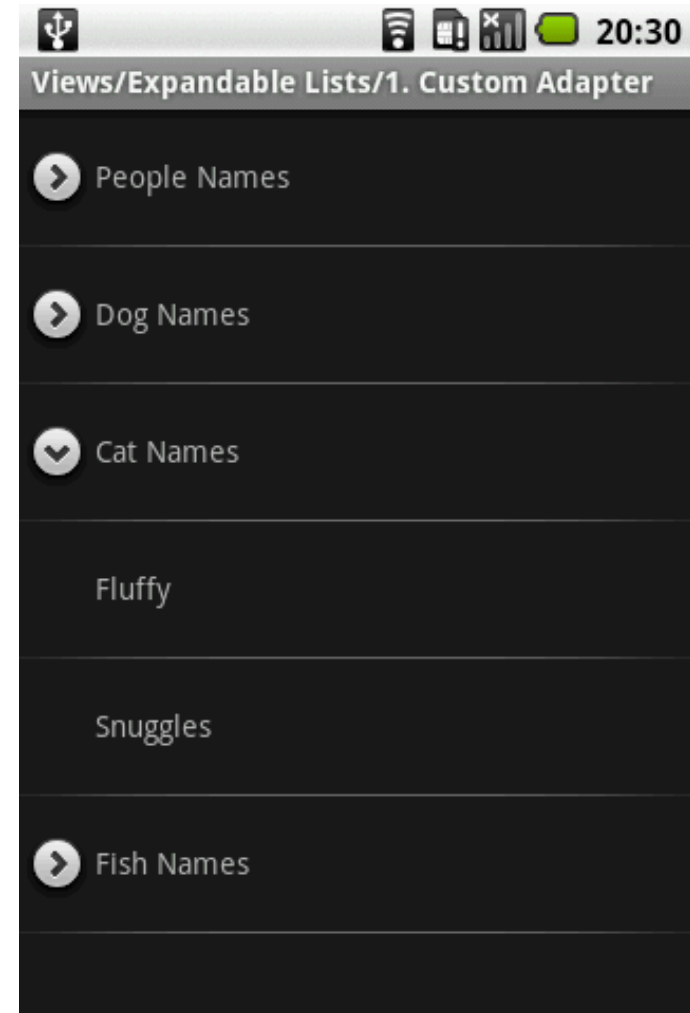 20:30
Views/Expandable Lists/1. Custom Adapter
People Names
Dog Names
Cat Names
Fluffy
Snuggles
Fish Names